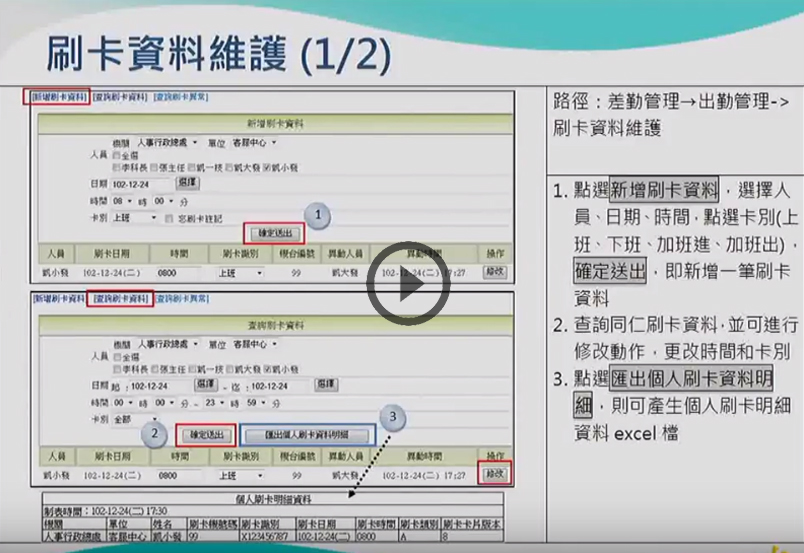 刷卡資料維護 (1/2)
[新增刷卡資料] [查詢刷卡資料] [查詢刷卡異常]
新增刷卡資料
機關 人事行政總處 單位 客服中心
人員 全選
李科長 張主任 凱一枝 凱大發 凱小發
日期 102-12-24 選擇
時間 08 時 00 分
卡別 上班 忘刷卡註記
1
確定送出
人員 刷卡日期 時間 刷卡識別 機台編號 異動人員 異動時間 操作
凱小發 102-12-24(二) 0800 上班 99 凱大發 102-12-24(二) 17:27 修改
[新增刷卡資料] [查詢刷卡資料] [查詢刷卡異常]
查詢刷卡資料
機關 人事行政總處 單位 客服中心
人員 全選
李科長 張主任 凱一枝 凱大發 凱小發
日期 起：102-12-24 選擇 - 迄：102-12-24 選擇
時間 00 時 00 分 ~ 23 時 59 分
卡別 全部
2
確定送出 匯出個人刷卡資料明細
3
人員 刷卡日期 時間 刷卡識別 機台編號 異動人員 異動時間 操作
凱小發 102-12-24(二) 0800 上班 99 凱大發 102-12-24(二) 17:27 修改
個人刷卡明細資料
制表時間：102-12-24(二) 17:30
機關 單位 姓名 刷卡機號碼 刷卡識別 刷卡日期 刷卡時間 刷卡類別 刷卡卡片版本
人事行政總處 客服中心 凱小發 99 X123456787 102-12-24(二) 0800 A 8
路徑：差勤管理→出勤管理->
刷卡資料維護
1. 點選新增刷卡資料，選擇人
員、日期、時間，點選卡別(上
班、下班、加班進、加班出)，
確定送出，即新增一筆刷卡
資料
2. 查詢同仁刷卡資料，並可進行
修改動作，更改時間和卡別
3. 點選匯出個人刷卡資料明
細，則可產生個人刷卡明細
資料 excel 檔